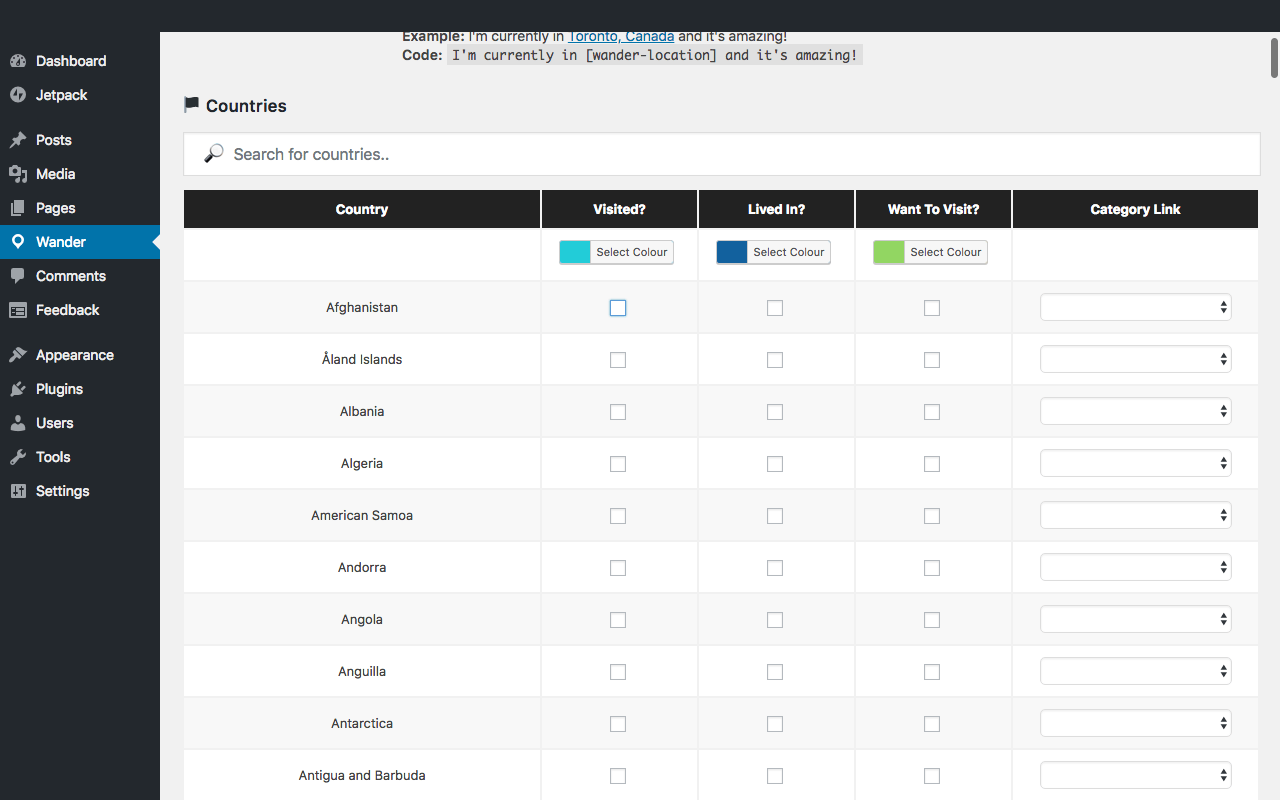 Example: I'm currently in Toronto, Canada and it's amazing!
Code: I'm currently in [wander-location] and it's amazing!
Dashboard
Jetpack
Posts
Media
Pages
Wander
Comments
Feedback
Appearance
Plugins
Users
Tools
Settings
Countries
Search for countries..
Country Visited? Lived In? Want To Visit? Category Link
Select Colour Select Colour Select Colour
Afghanistan
Åland Islands
Albania
Algeria
American Samoa
Andorra
Angola
Anguilla
Antarctica
Antigua and Barbuda